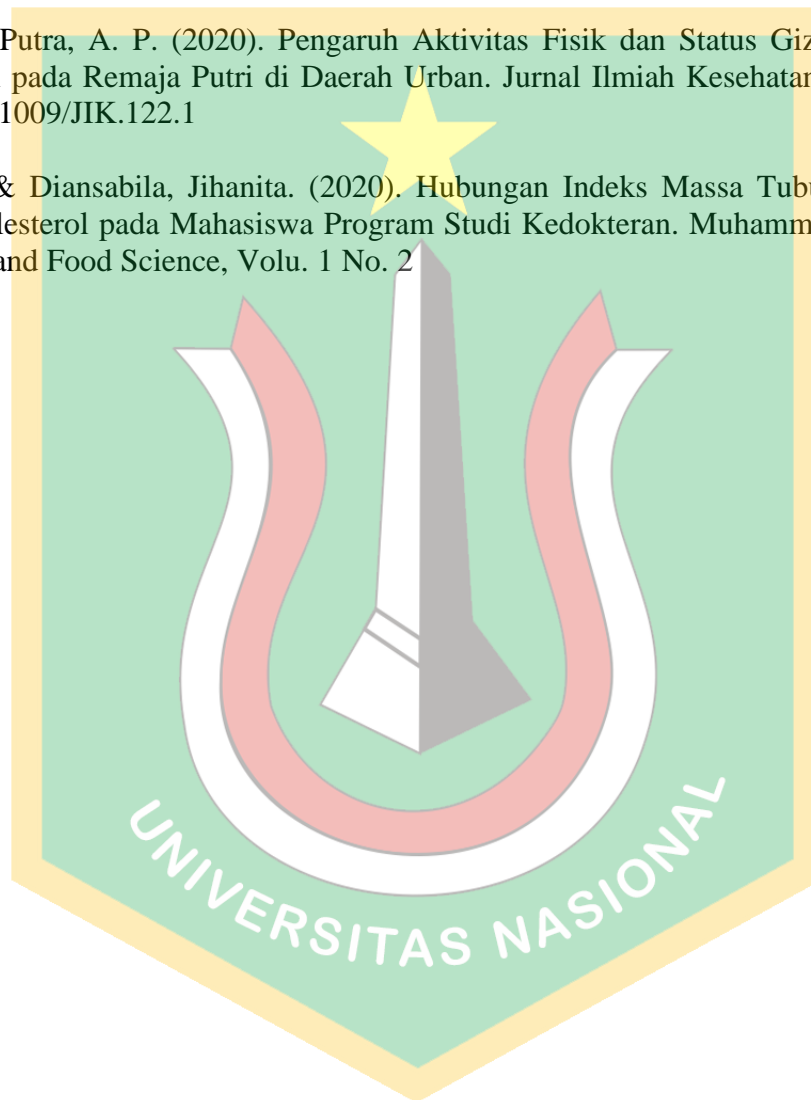 Putra, A. P. (2020). Pengaruh Aktivitas Fisik dan Status Giz
pada Remaja Putri di Daerah Urban. Jurnal Ilmiah Kesehatan
1009/JIK.122.1
& Diansabila, Jihanita. (2020). Hubungan Indeks Massa Tubu
lesterol pada Mahasiswa Program Studi Kedokteran. Muhamm
and Food Science, Volu. 1 No. 2
UNIVERSITAS NASIONAL